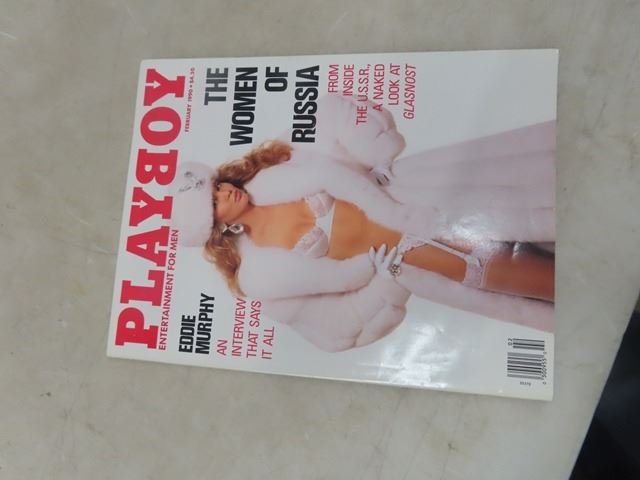 PLAYBOY
ENTERTAINMENT FOR MEN
FEBRUARY 1990 • $4.50
THE
WOMEN
OF
RUSSIA
FROM
INSIDE
THE U.S.S.R.,
A NAKED
LOOK AT
GLASNOST
EDDIE
MURPHY
AN
INTERVIEW
THAT SAYS
IT ALL
02